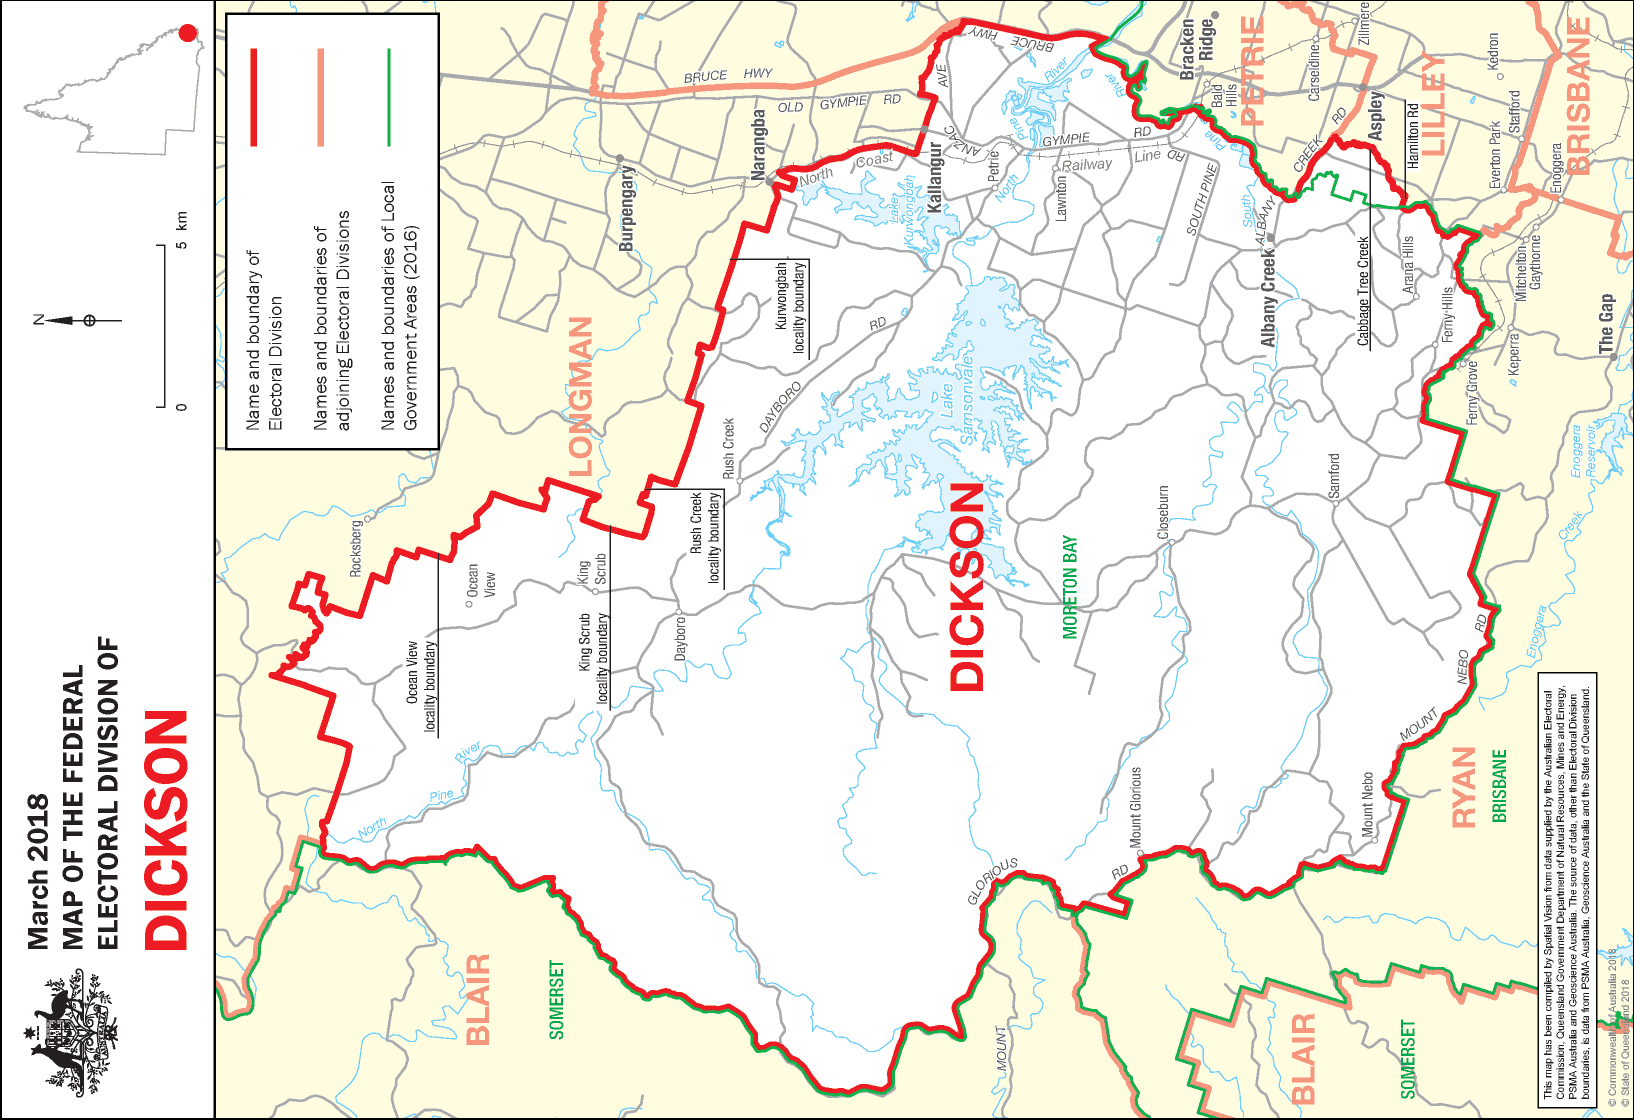 March 2018
MAP OF THE FEDERAL
ELECTORAL DIVISION OF
DICKSON
N
0 5 km
Name and boundary of
Electoral Division
Names and boundaries of
adjoining Electoral Divisions
Names and boundaries of Local
Government Areas (2016)
LONGMAN
PETRIE
LILLEY
BRISBANE
RYAN
BRISBANE
BLAIR
SOMERSET
BLAIR
SOMERSET
DICKSON
MORETON BAY
Rocksberg
Burpengary
Narangba
Kallangur
Petrie
Lawnton
Bracken
Ridge
Bald
Hills
Carseldine
Zillmere
Aspley
Kedron
Stafford
Everton Park
Enoggera
Mitchelton
Gaythorne
Keperra
The Gap
Ferny Grove
Ferny Hills
Arana Hills
Albany Creek
Samford
Closeburn
Rush Creek
Ocean
View
King
Scrub
Dayboro
Mount Glorious
Mount Nebo
Ocean View
locality boundary
King Scrub
locality boundary
Rush Creek
locality boundary
Kurwongbah
locality boundary
Cabbage Tree Creek
Hamilton Rd
BRUCE HWY
OLD GYMPIE RD
BRUCE HWY
ANZAC AVE
GYMPIE RD
North Coast
Railway Line
RD
SOUTH PINE
ALBANY
CREEK RD
DAYBORO RD
MOUNT NEBO RD
MOUNT
GLORIOUS RD
North Pine River
North Pine River
South Pine River
Lake
Kurwongbah
Lake
Samsonvale
Enoggera
Reservoir
Enoggera Creek
This map has been compiled by Spatial Vision from data supplied by the Australian Electoral
Commission, Queensland Government Department of Natural Resources, Mines and Energy,
PSMA Australia and Geoscience Australia. The source of data, other than Electoral Division
boundaries, is data from PSMA Australia, Geoscience Australia and the State of Queensland.
© Commonwealth of Australia 2018
© State of Queensland 2018